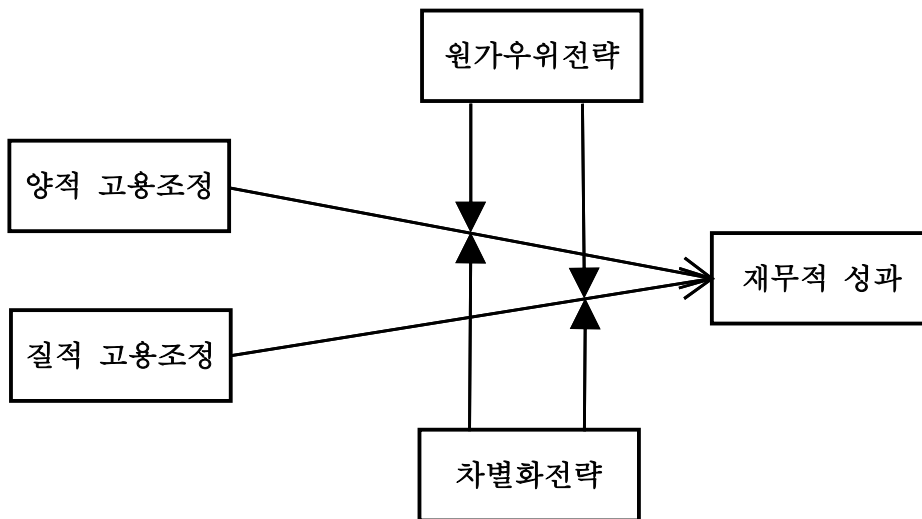 원가우위전략
양적 고용조정
재무적 성과
질적 고용조정
차별화전략